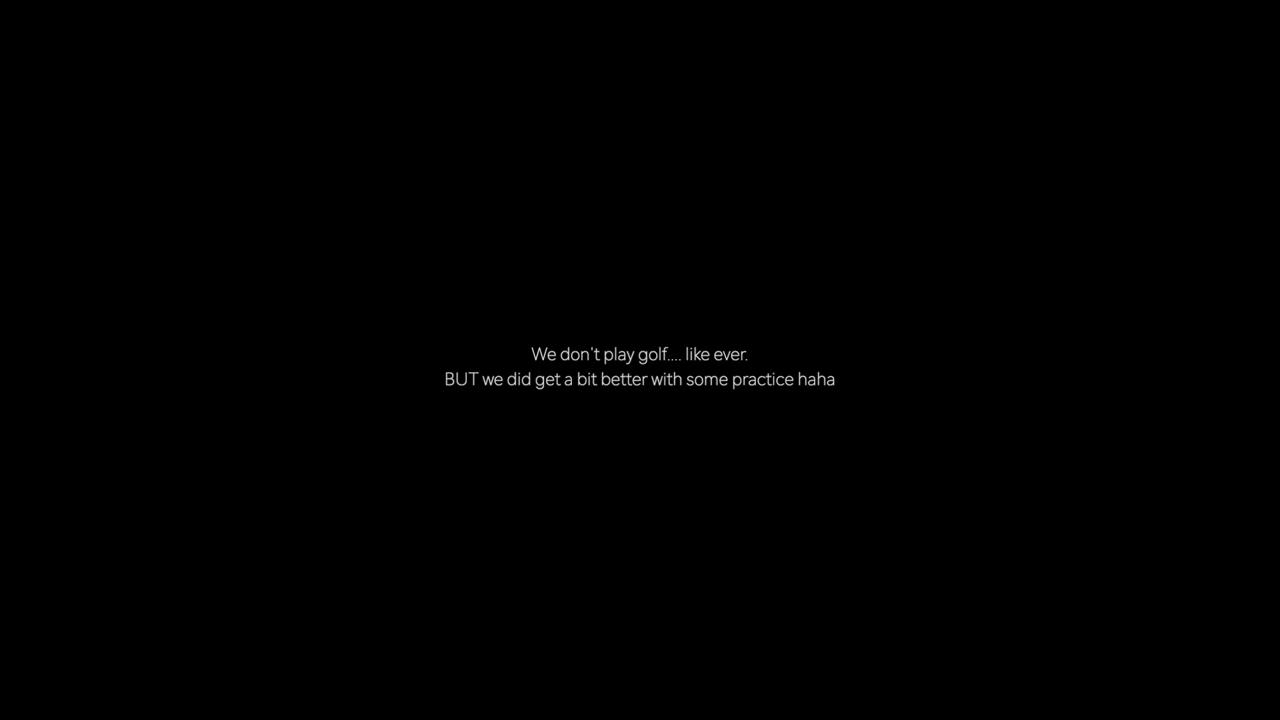 We don't play golf.... like ever.
BUT we did get a bit better with some practice haha